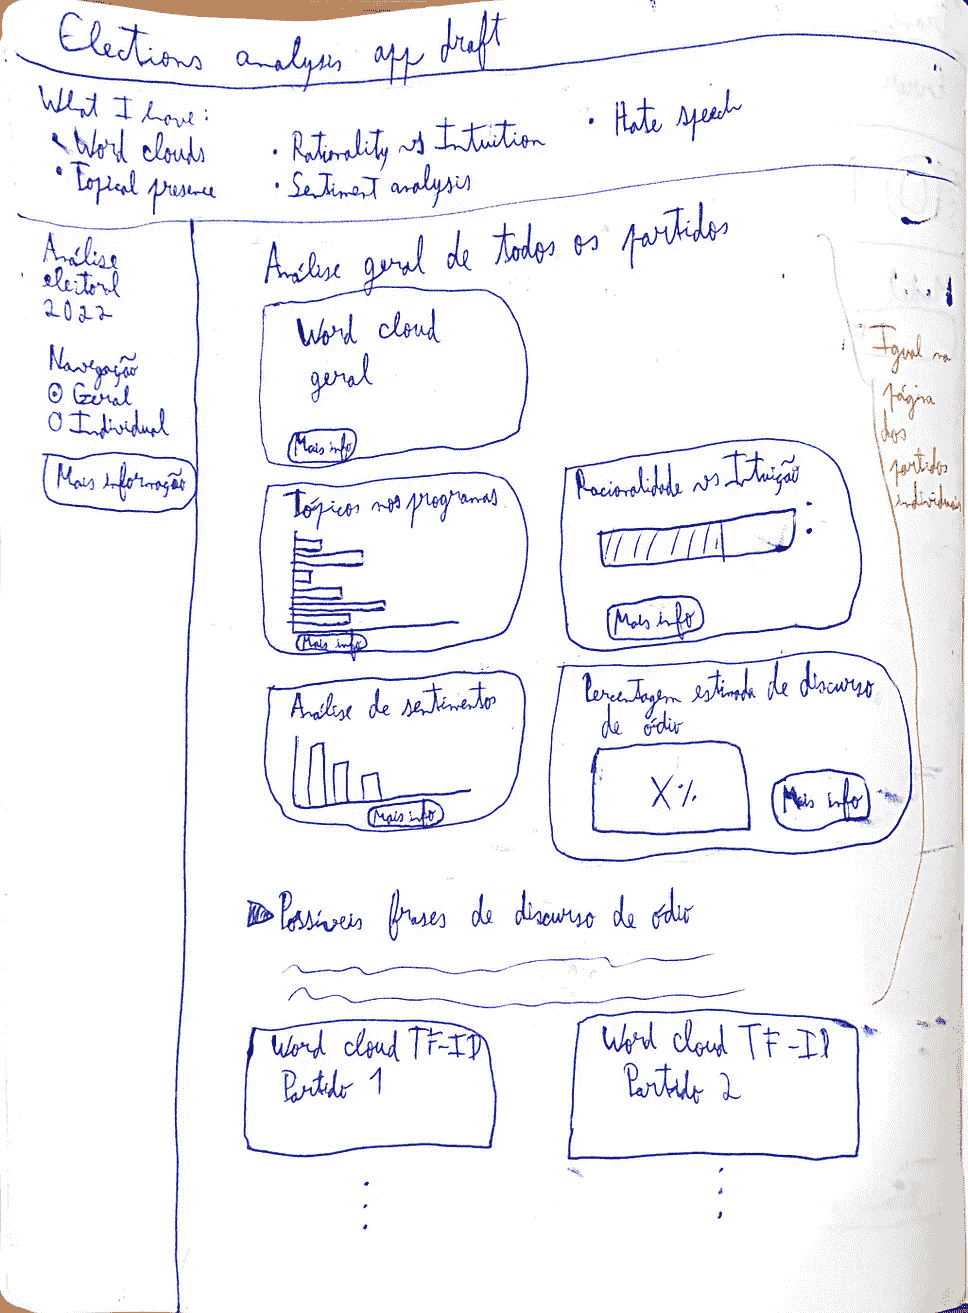 Elections analysis app draft
What I have:
• Word clouds
• Topical presence
• Rationality vs Intuition
• Sentiment analysis
• Hate speech
Análise
eleitoral
2022
Navegação
Geral
Individual
Mais informação
Análise geral de todos os partidos
Word cloud
geral
Mais info
Tópicos nos programas
Mais info
Racionalidade vs Intuição
Mais info
Análise de sentimentos
Mais info
Percentagem estimada de discurso
de ódio
X%
Mais info
Possíveis frases de discurso de ódio
Word cloud TF-ID
Partido 1
Word cloud TF-ID
Partido 2
Igual na
página
dos
partidos
individuais